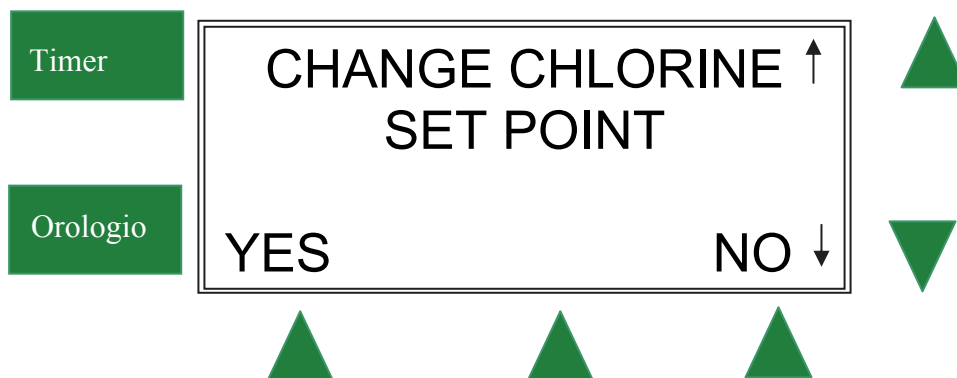 Timer
CHANGE CHLORINE ↑
SET POINT
Orologio
YES NO ↓